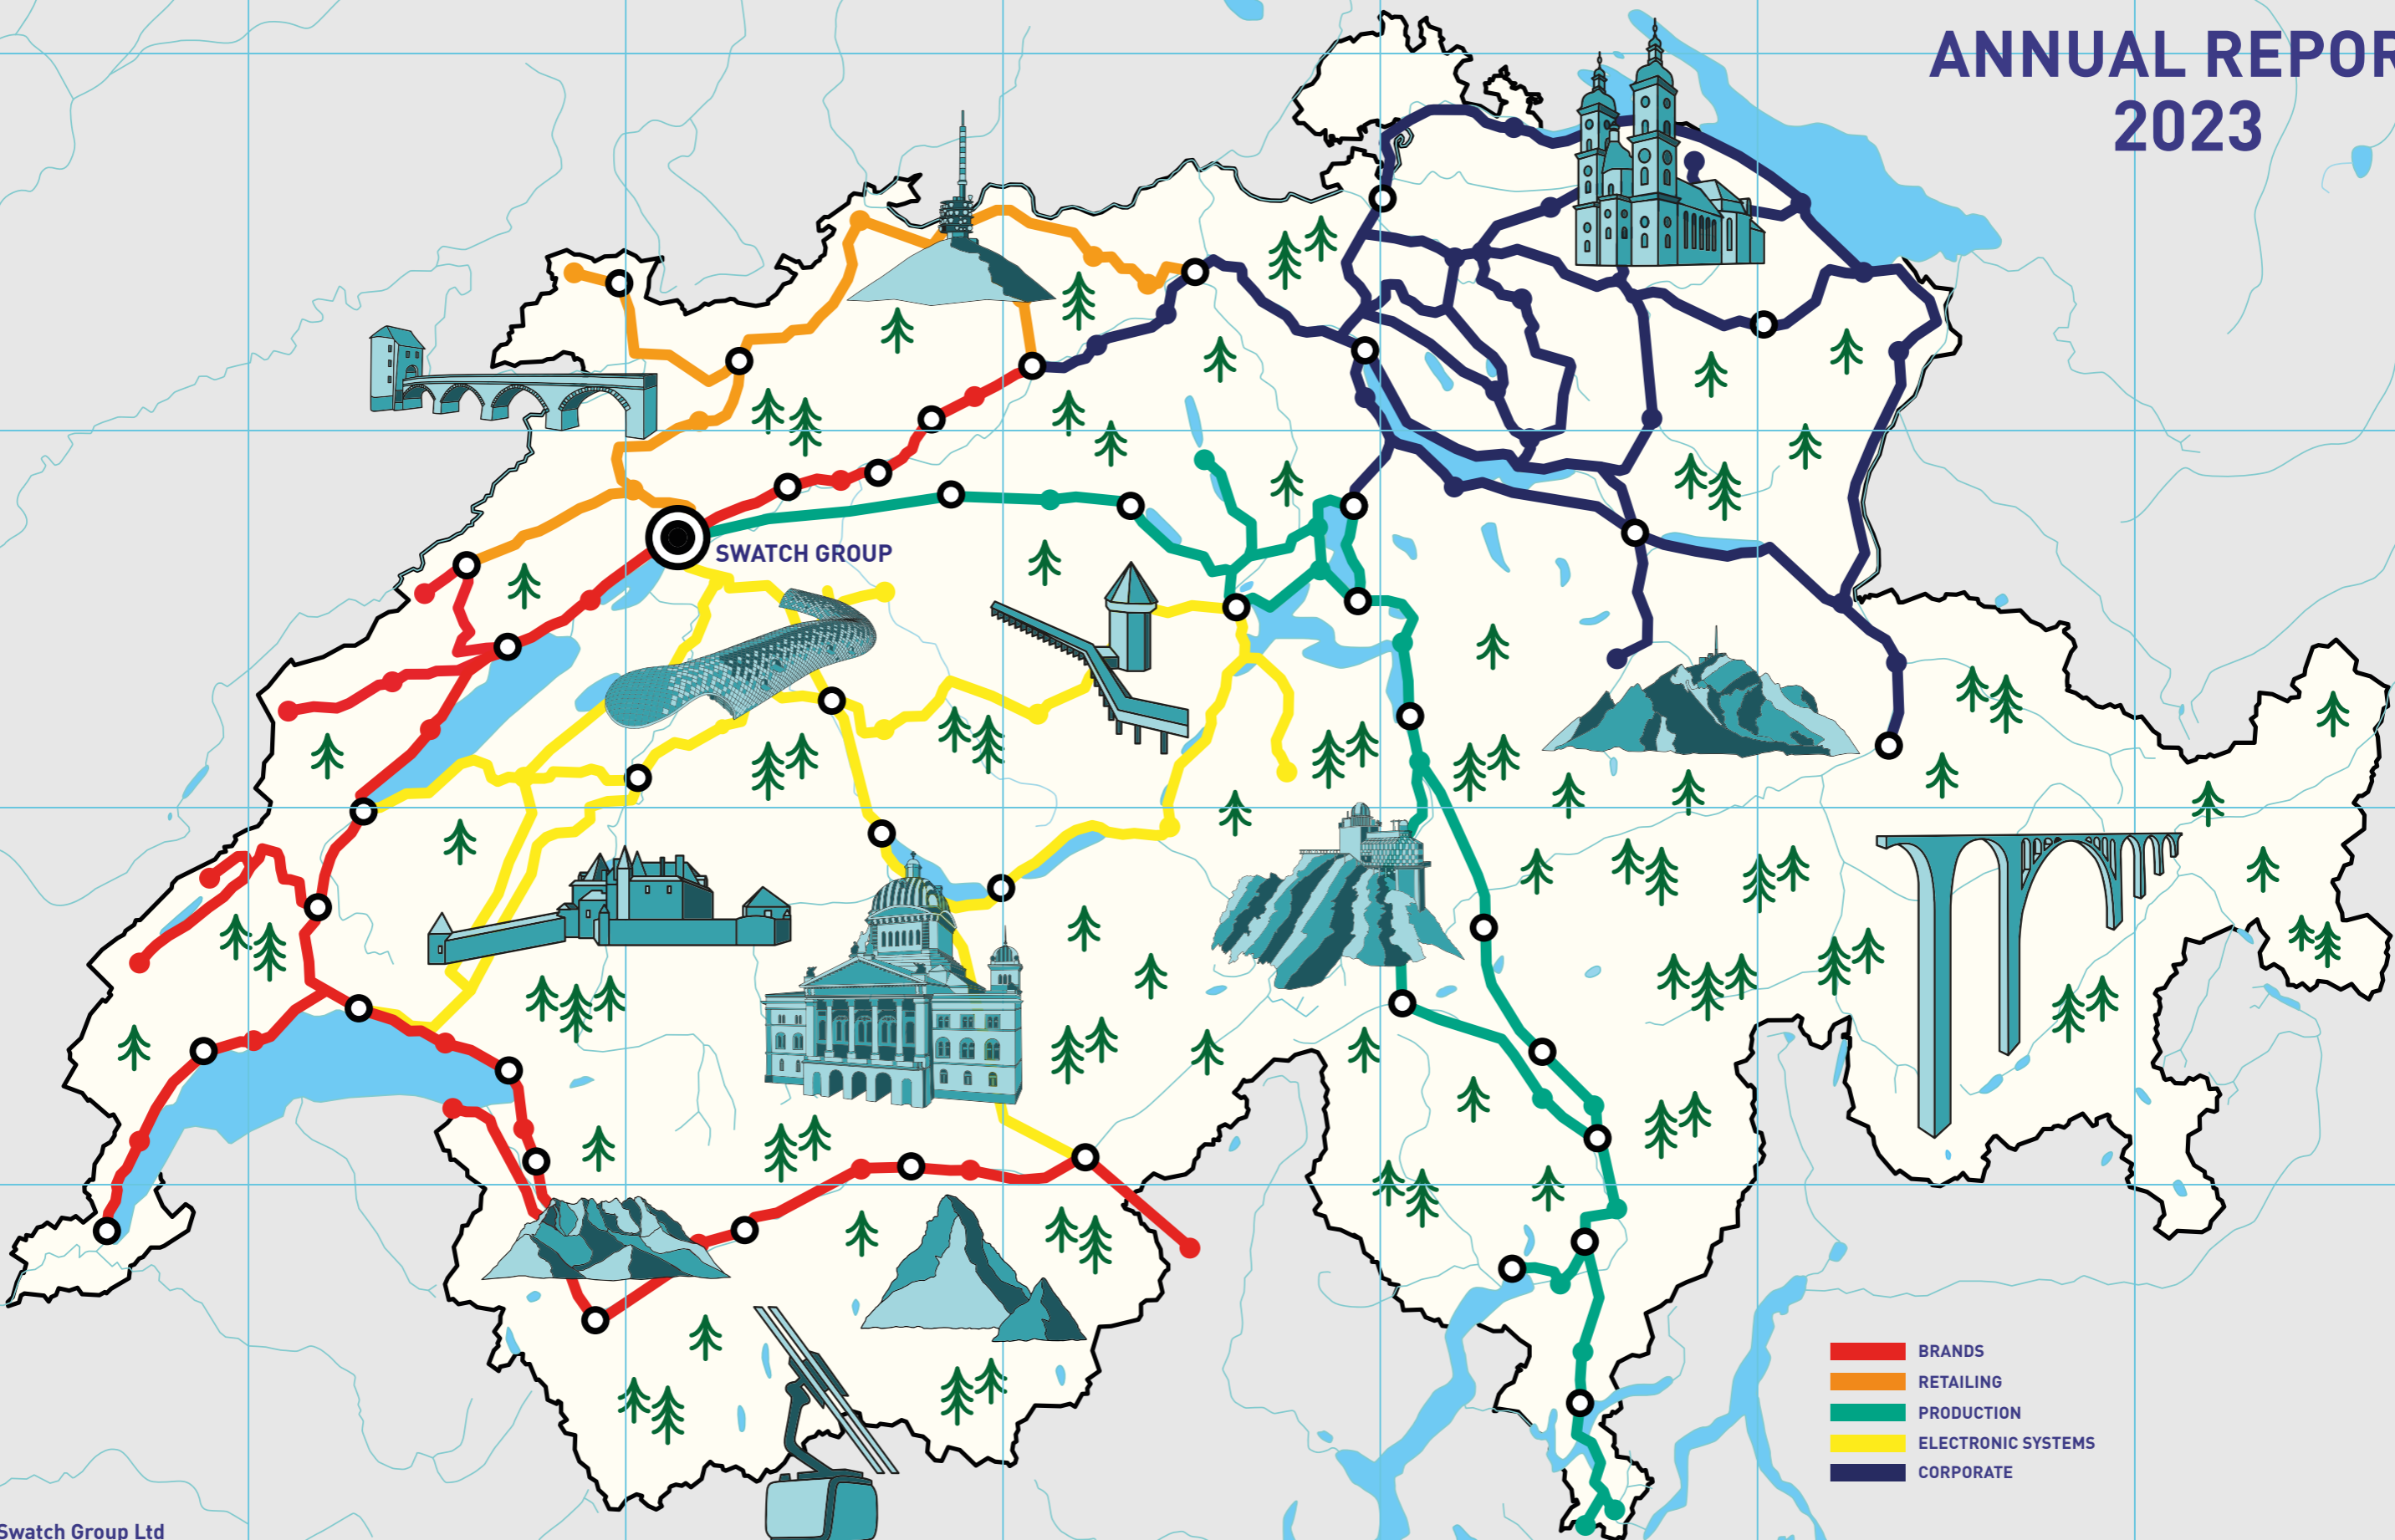 ANNUAL REPOR
2023
SWATCH GROUP
BRANDS
RETAILING
PRODUCTION
ELECTRONIC SYSTEMS
CORPORATE
Swatch Group Ltd